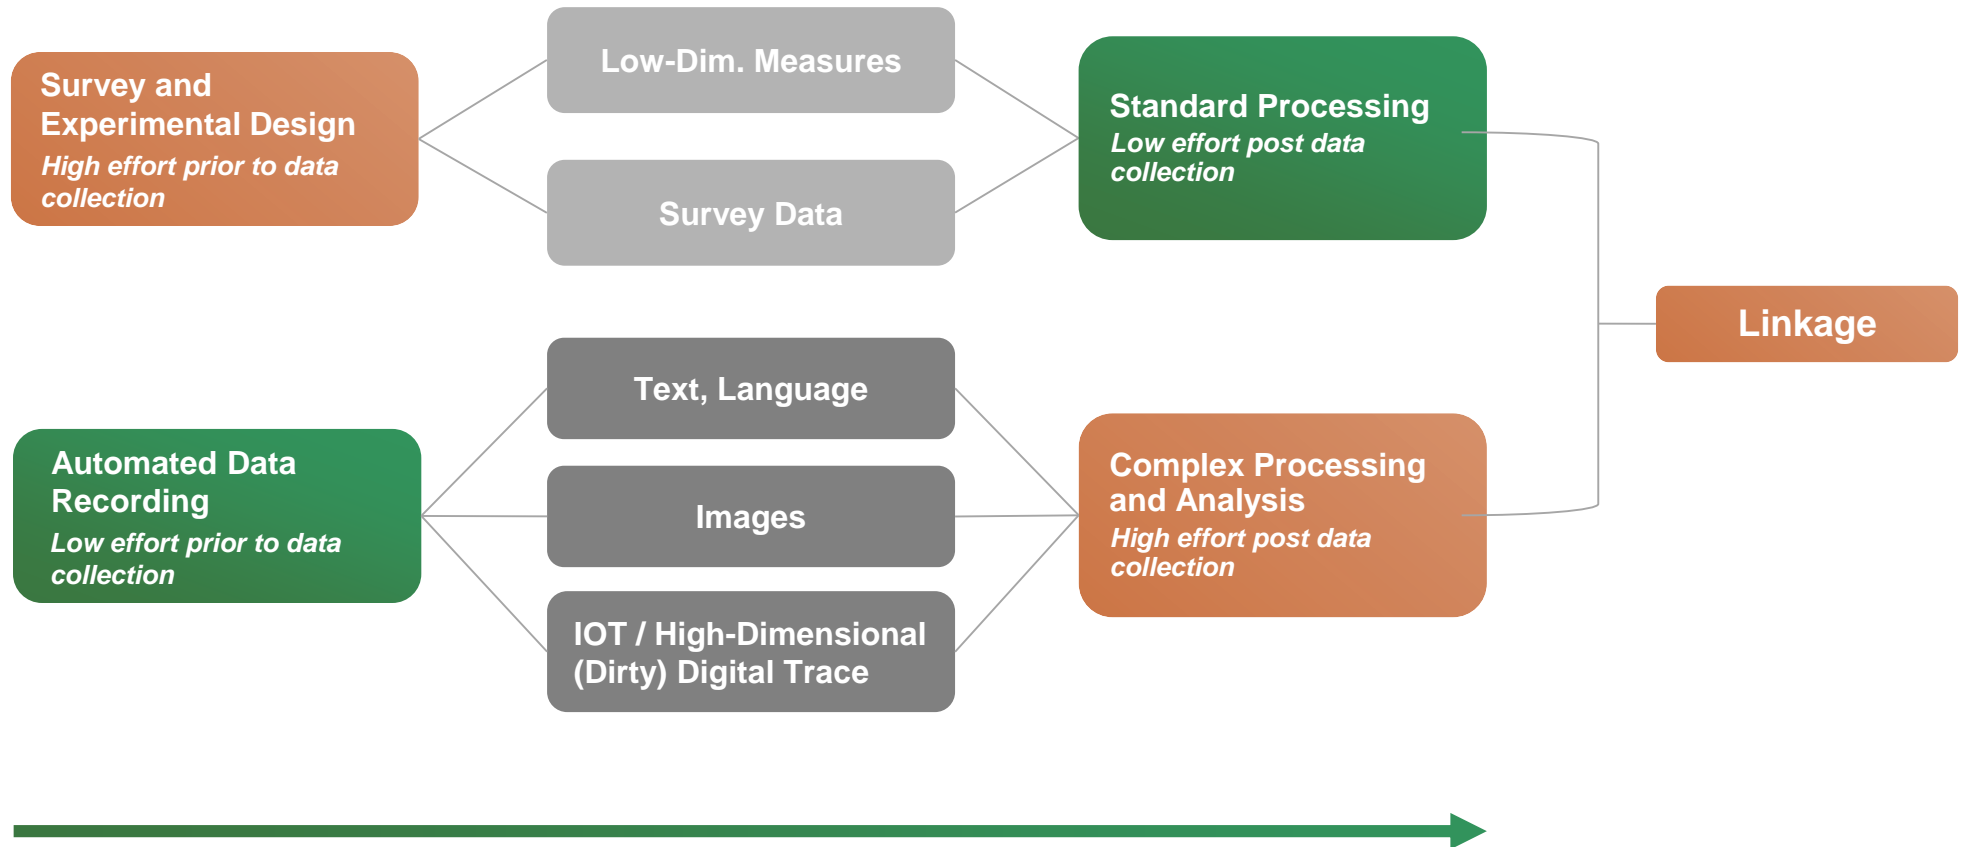 Survey and
Experimental Design
High effort prior to data
collection
Low-Dim. Measures
Survey Data
Standard Processing
Low effort post data
collection
Linkage
Automated Data
Recording
Low effort prior to data
collection
Text, Language
Images
IOT / High-Dimensional
(Dirty) Digital Trace
Complex Processing
and Analysis
High effort post data
collection